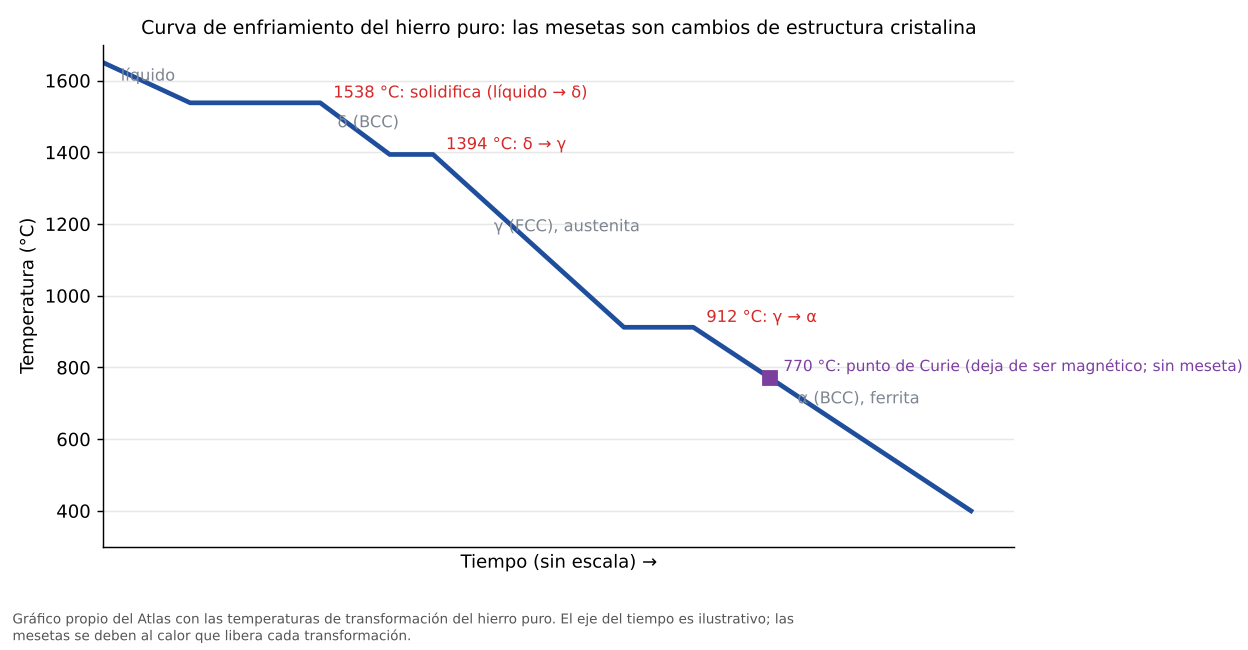 Curva de enfriamiento del hierro puro: las mesetas son cambios de estructura cristalina
Temperatura (°C)
1600
1400
1200
1000
800
600
400
líquido
1538 °C: solidifica (líquido → δ)
δ (BCC)
1394 °C: δ → γ
γ (FCC), austenita
912 °C: γ → α
770 °C: punto de Curie (deja de ser magnético; sin meseta)
α (BCC), ferrita
Tiempo (sin escala) →
Gráfico propio del Atlas con las temperaturas de transformación del hierro puro. El eje del tiempo es ilustrativo; las
mesetas se deben al calor que libera cada transformación.